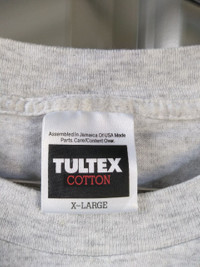 Assembled in Jamaica Of USA Made
Parts. Care/Content Over.
TULTEX
COTTON
X-LARGE